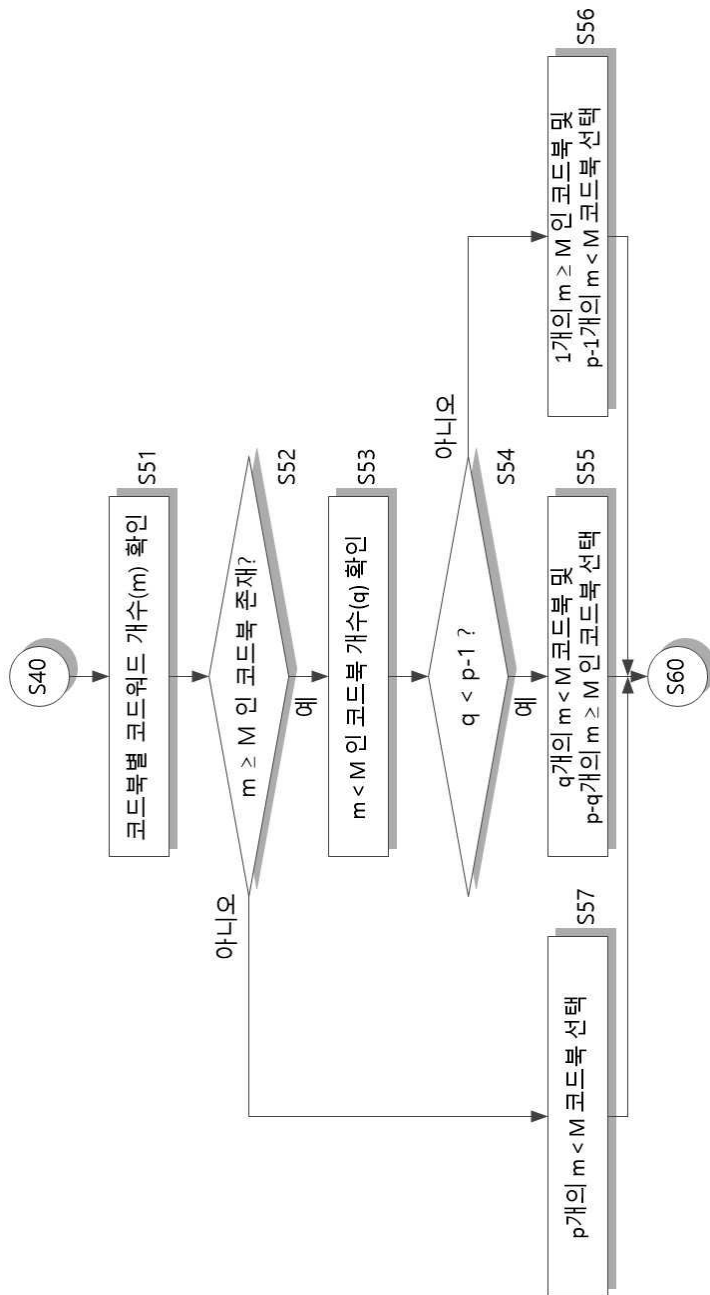 S40
코드북별 코드워드 개수(m) 확인
S51
m ≥ M 인 코드북 존재?
S52
아니오
예
m < M 인 코드북 개수(q) 확인
S53
q < p-1 ?
S54
아니오
예
p개의 m < M 코드북 선택
S57
q개의 m < M 코드북 및
p-q개의 m ≥ M 인 코드북 선택
S55
1개의 m ≥ M 인 코드북 및
p-1개의 m < M 코드북 선택
S56
S60